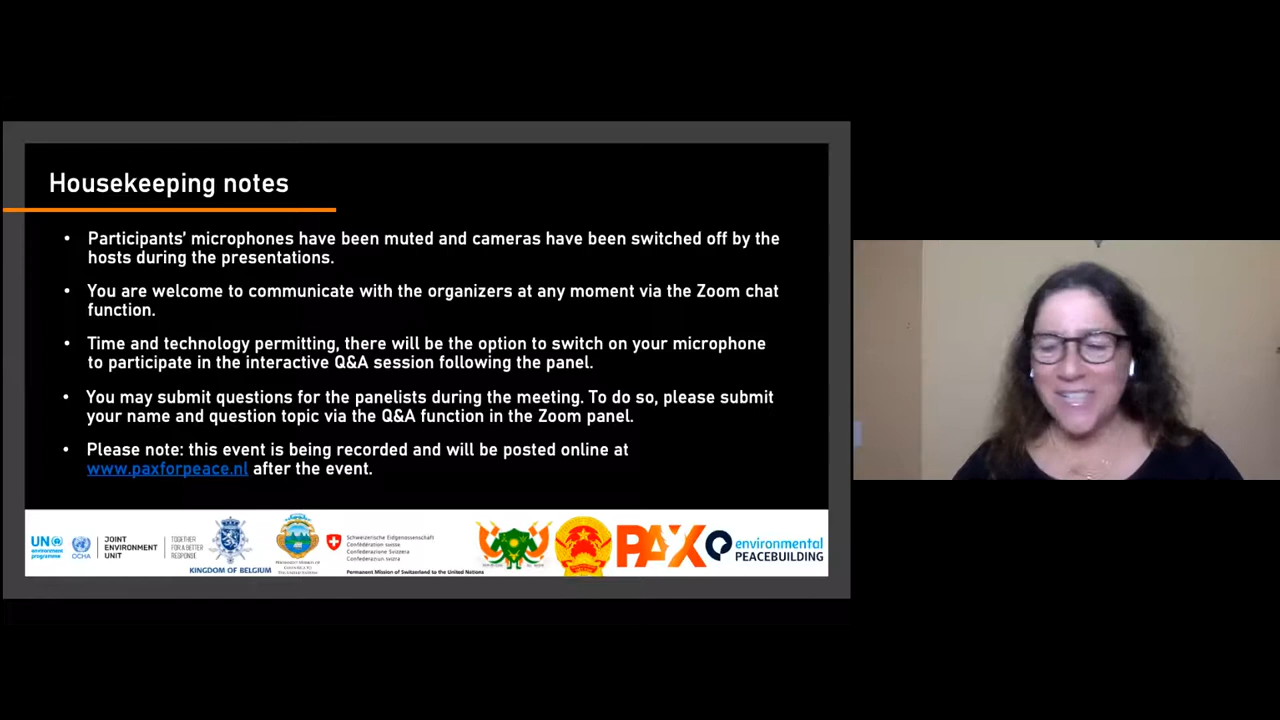 Housekeeping notes
• Participants’ microphones have been muted and cameras have been switched off by the
hosts during the presentations.
• You are welcome to communicate with the organizers at any moment via the Zoom chat
function.
• Time and technology permitting, there will be the option to switch on your microphone
to participate in the interactive Q&A session following the panel.
• You may submit questions for the panelists during the meeting. To do so, please submit
your name and question topic via the Q&A function in the Zoom panel.
• Please note: this event is being recorded and will be posted online at
www.paxforpeace.nl after the event.
UN
environment
programme
OCHA
JOINT
ENVIRONMENT
UNIT
TOGETHER
FOR A BETTER
RESPONSE
KINGDOM OF BELGIUM
Schweizerische Eidgenossenschaft
Confédération suisse
Confederazione Svizzera
Confederaziun svizra
Permanent Mission of Switzerland to the United Nations
PAX
environmental
PEACEBUILDING